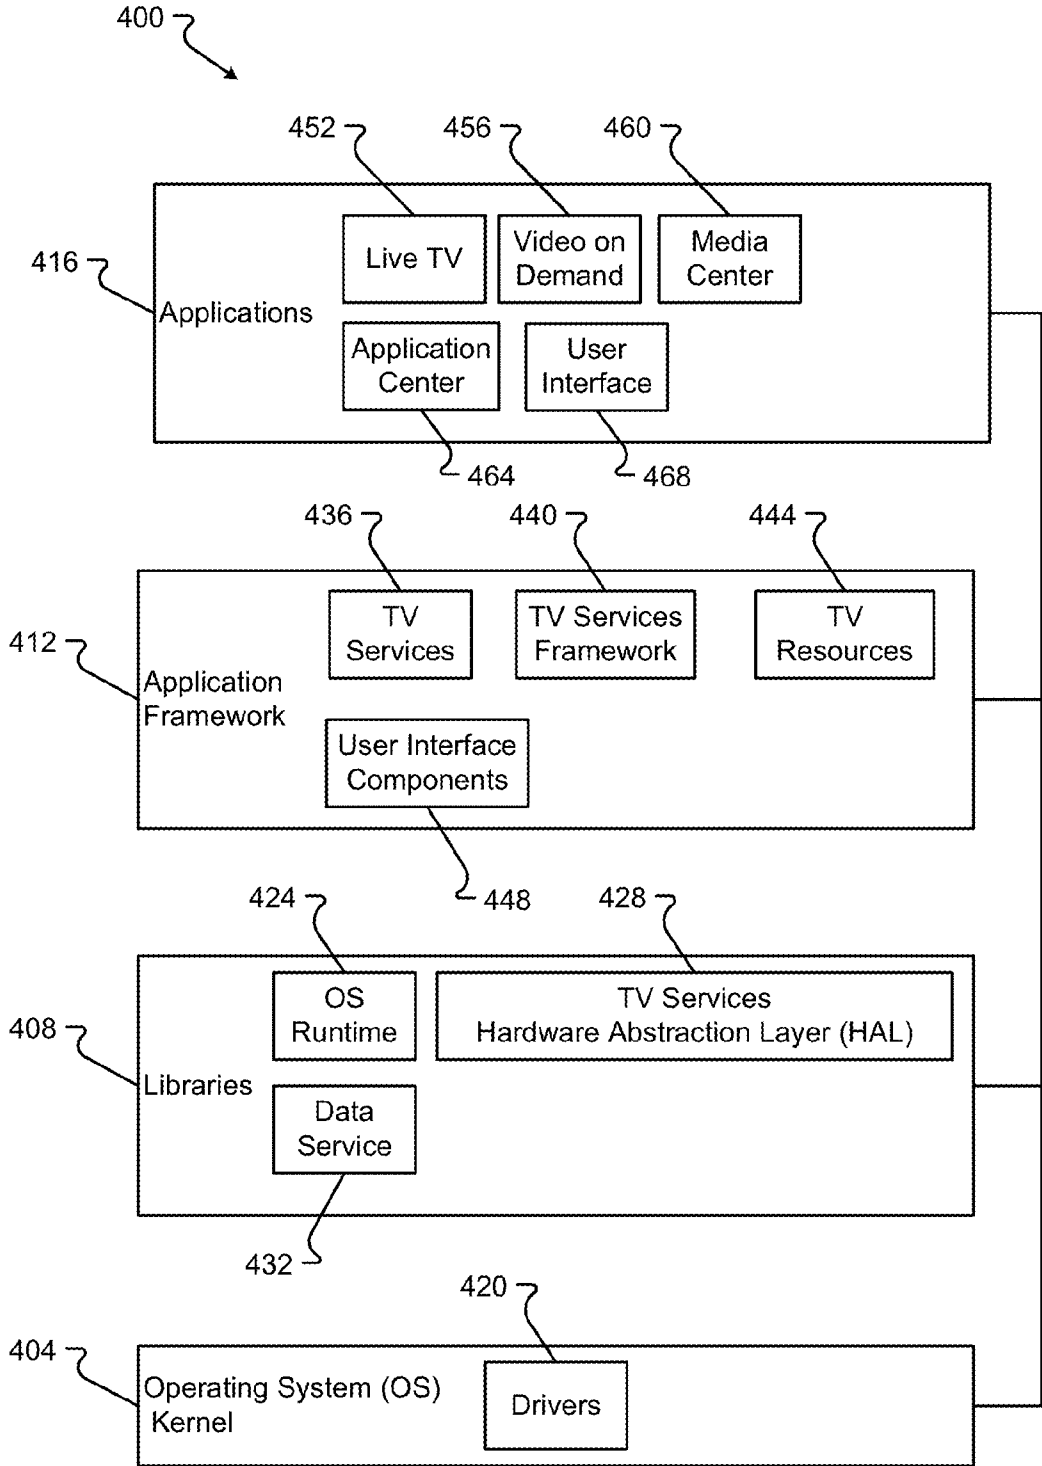 400
452
456
460
416
Applications
Live TV
Video on
Demand
Media
Center
Application
Center
User
Interface
464
468
436
440
444
412
Application
Framework
TV
Services
TV Services
Framework
TV
Resources
User Interface
Components
448
424
428
408
Libraries
OS
Runtime
TV Services
Hardware Abstraction Layer (HAL)
Data
Service
432
420
404
Operating System (OS)
Kernel
Drivers